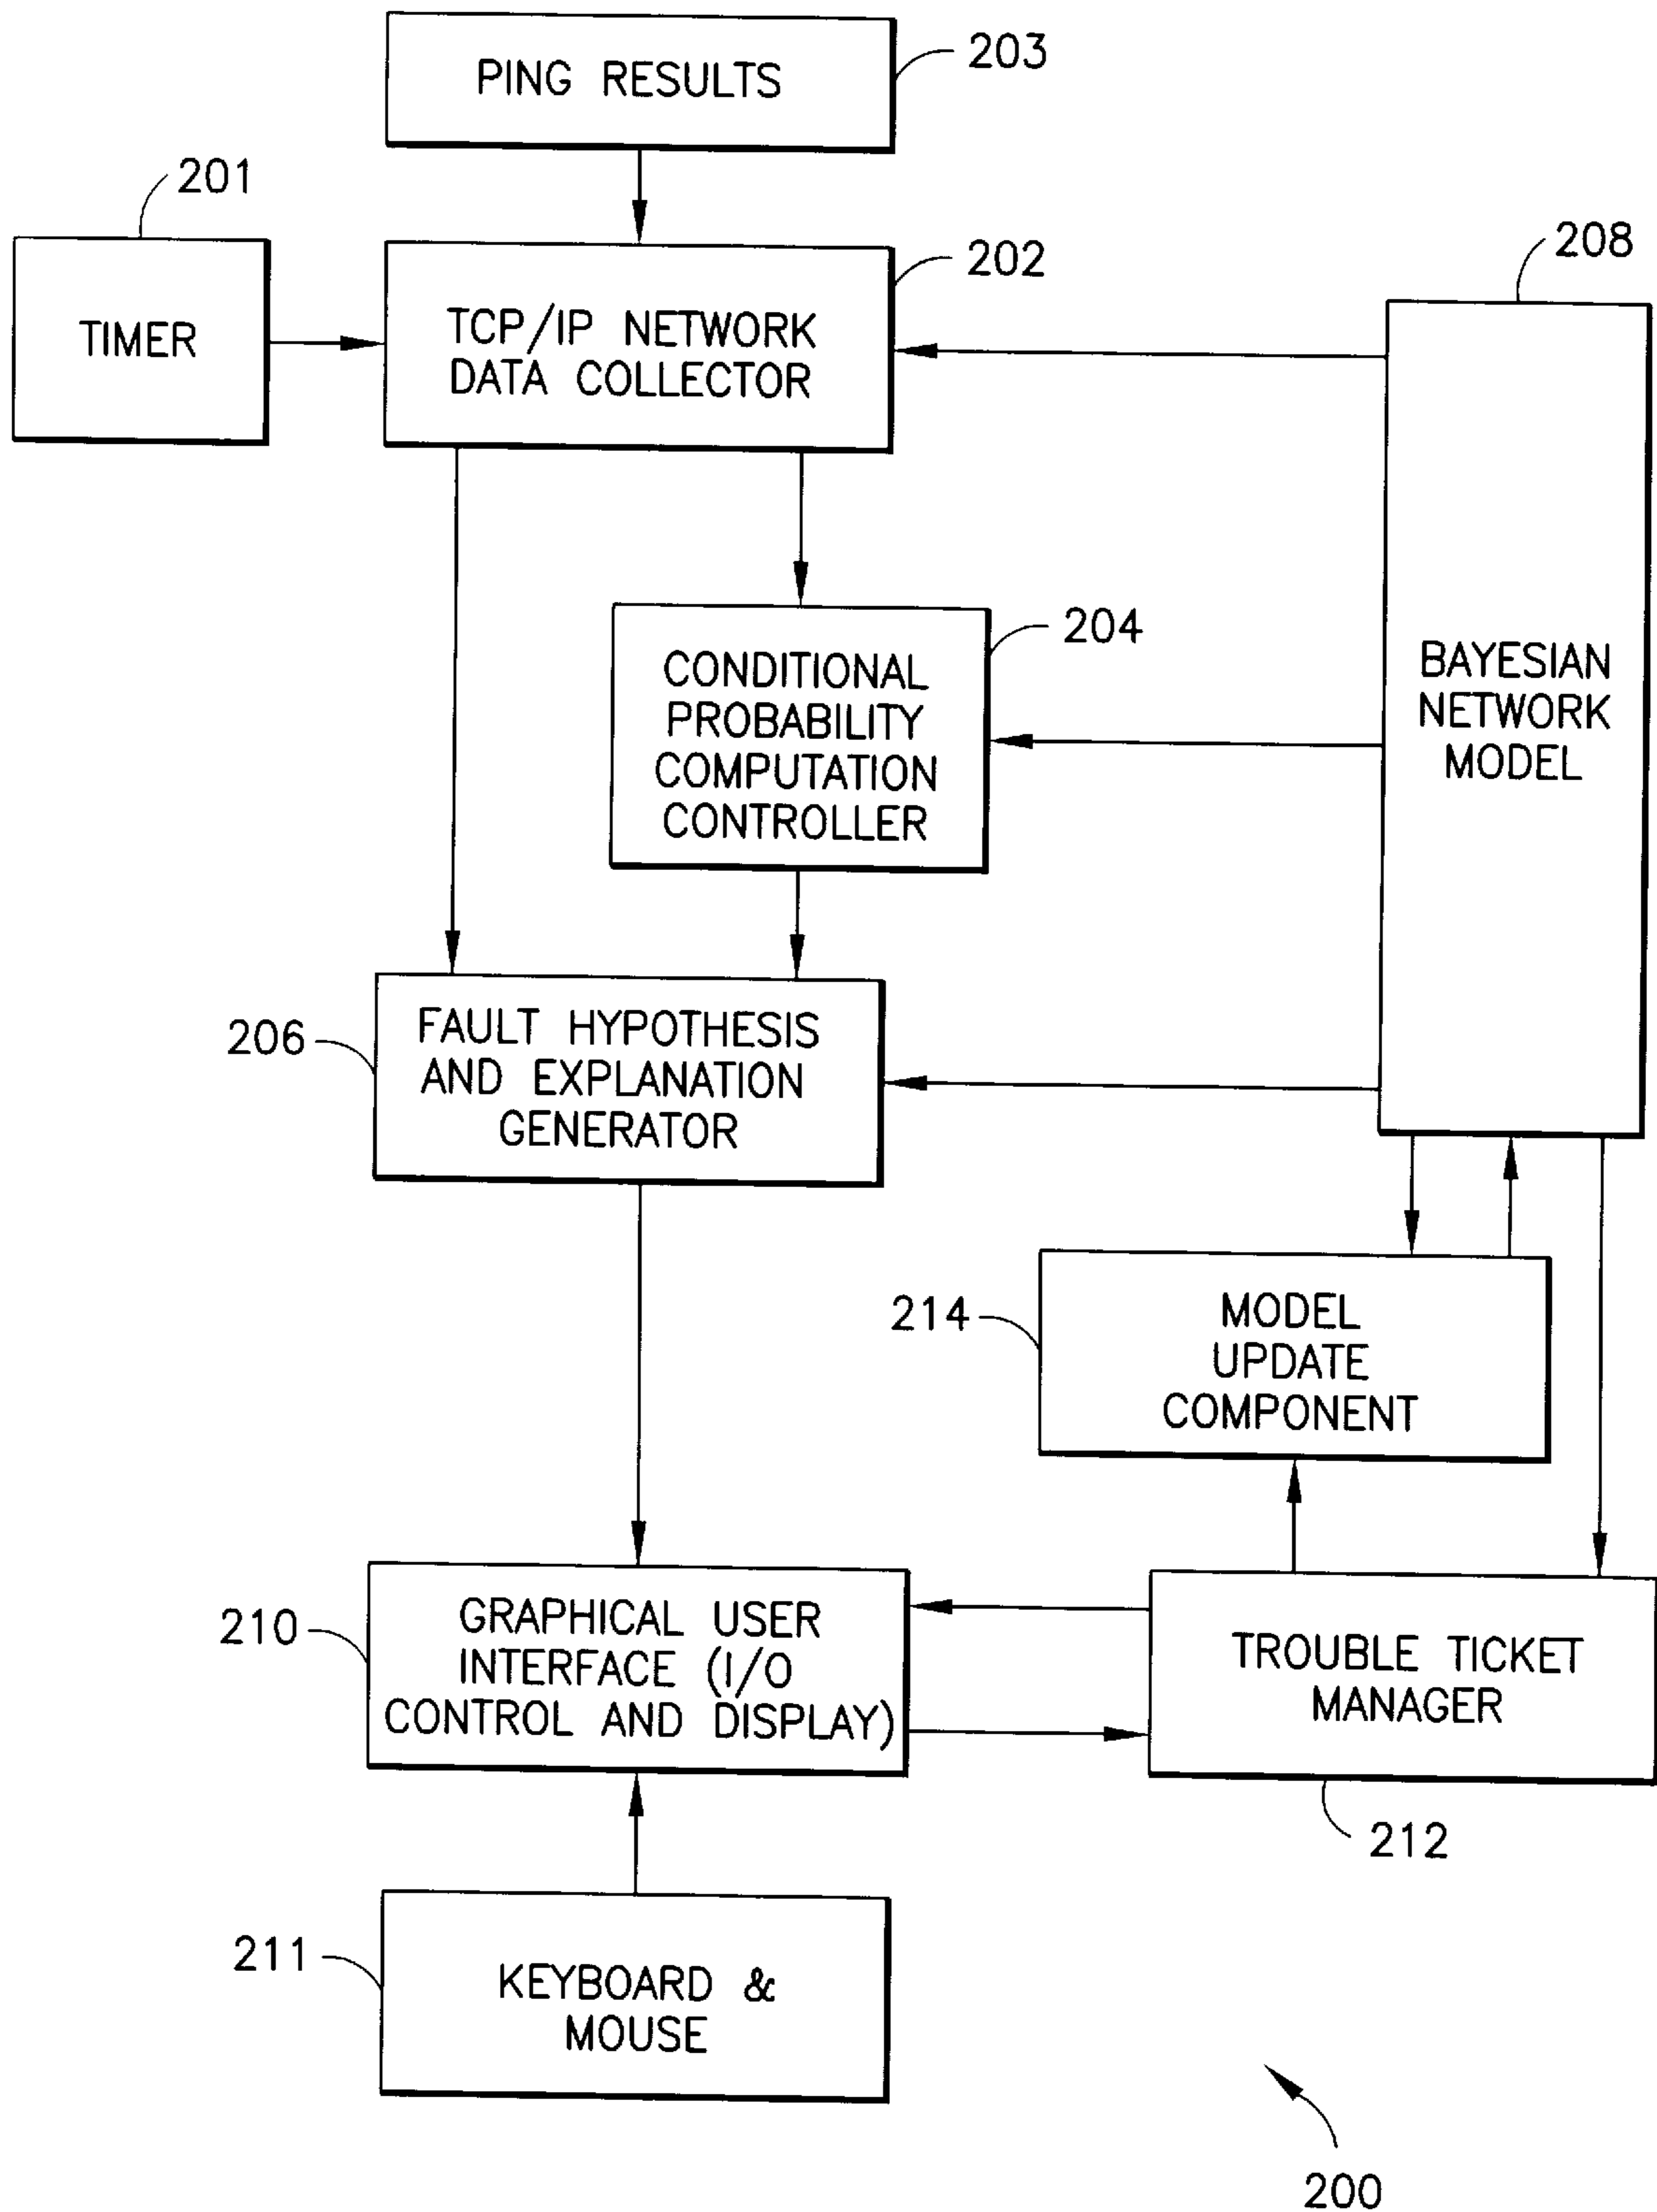 PING RESULTS
203
201
TIMER
202
TCP/IP NETWORK
DATA COLLECTOR
208
BAYESIAN
NETWORK
MODEL
204
CONDITIONAL
PROBABILITY
COMPUTATION
CONTROLLER
206
FAULT HYPOTHESIS
AND EXPLANATION
GENERATOR
214
MODEL
UPDATE
COMPONENT
210
GRAPHICAL USER
INTERFACE (I/O
CONTROL AND DISPLAY)
TROUBLE TICKET
MANAGER
212
211
KEYBOARD &
MOUSE
200